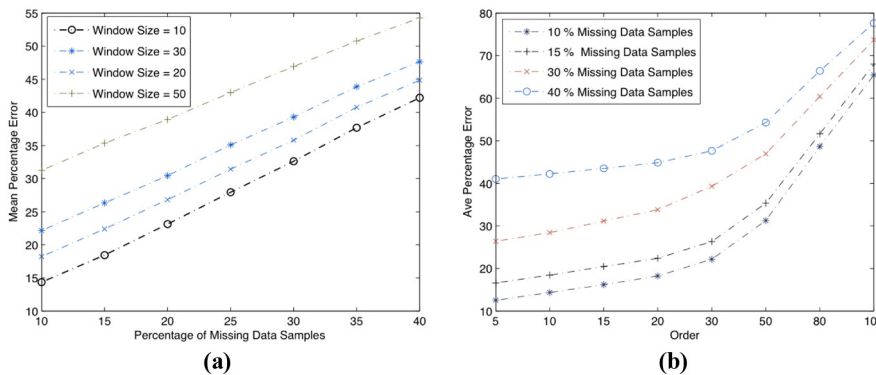 55
50
45
40
35
30
25
20
15
10
Mean Percentage Error
Window Size = 10
Window Size = 30
Window Size = 20
Window Size = 50
10 15 20 25 30 35 40
Percentage of Missing Data Samples
(a)
80
70
60
50
40
30
20
10
Ave Percentage Error
10 % Missing Data Samples
15 % Missing Data Samples
30 % Missing Data Samples
40 % Missing Data Samples
5 10 15 20 30 50 80 10
Order
(b)